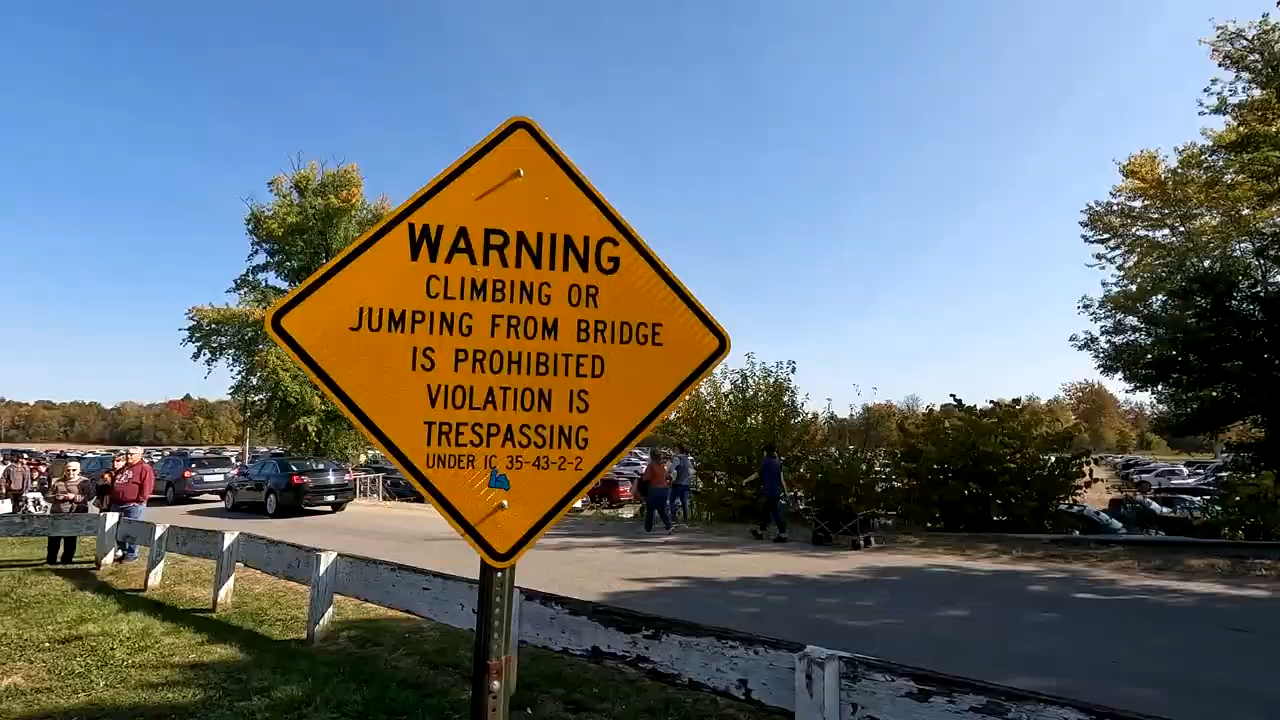 WARNING
CLIMBING OR
JUMPING FROM BRIDGE
IS PROHIBITED
VIOLATION IS
TRESPASSING
UNDER IC 35-43-2-2